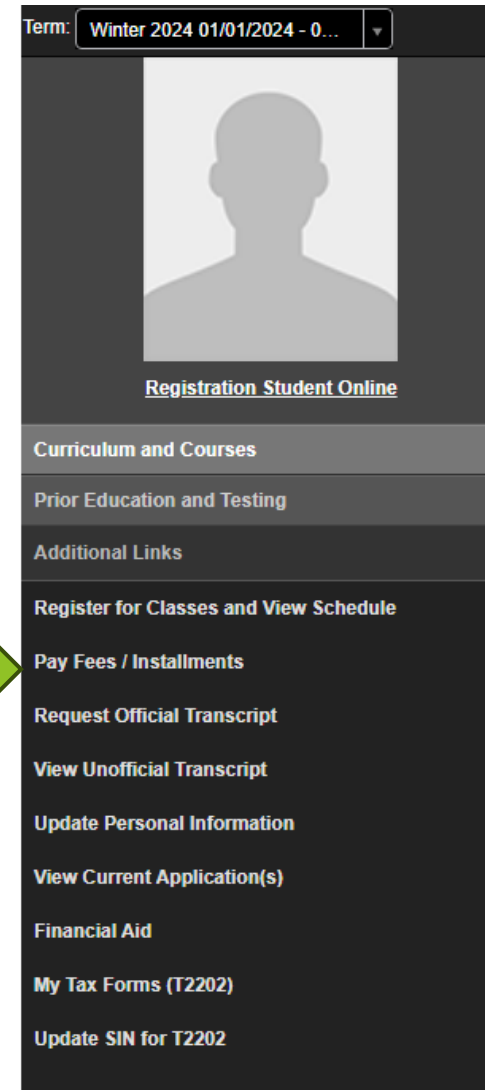 Term: Winter 2024 01/01/2024 - 0...
Registration Student Online
Curriculum and Courses
Prior Education and Testing
Additional Links
Register for Classes and View Schedule
Pay Fees / Installments
Request Official Transcript
View Unofficial Transcript
Update Personal Information
View Current Application(s)
Financial Aid
My Tax Forms (T2202)
Update SIN for T2202